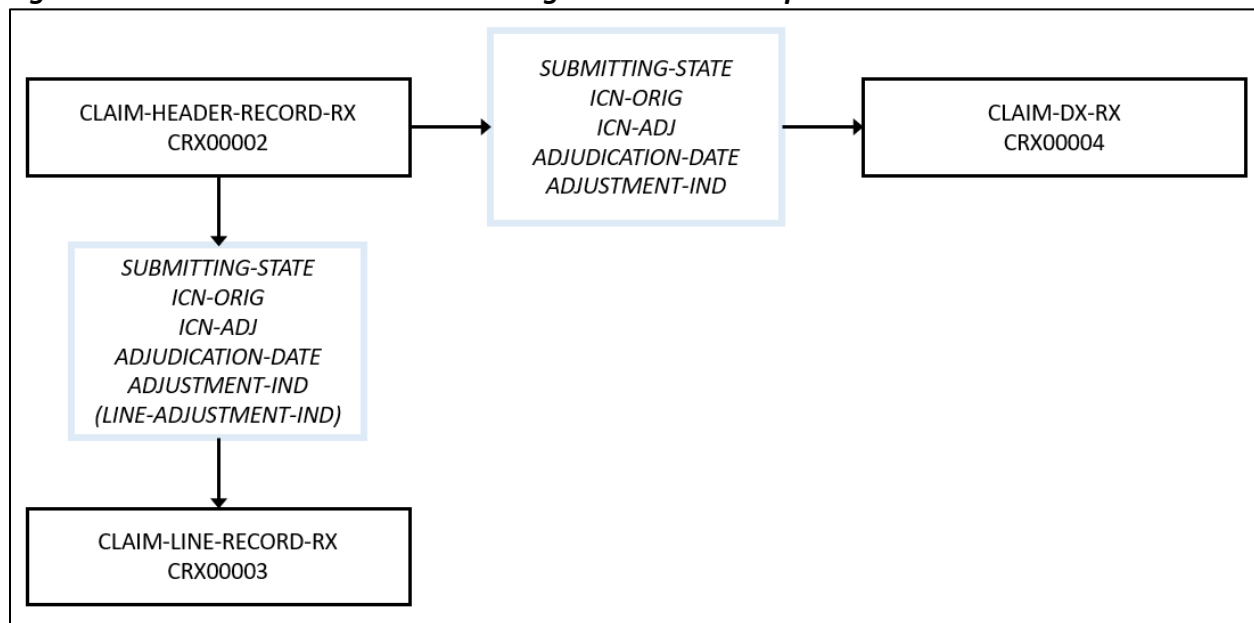 CLAIM-HEADER-RECORD-RX
CRX00002
SUBMITTING-STATE
ICN-ORIG
ICN-ADJ
ADJUDICATION-DATE
ADJUSTMENT-IND
CLAIM-DX-RX
CRX00004
SUBMITTING-STATE
ICN-ORIG
ICN-ADJ
ADJUDICATION-DATE
ADJUSTMENT-IND
(LINE-ADJUSTMENT-IND)
CLAIM-LINE-RECORD-RX
CRX00003